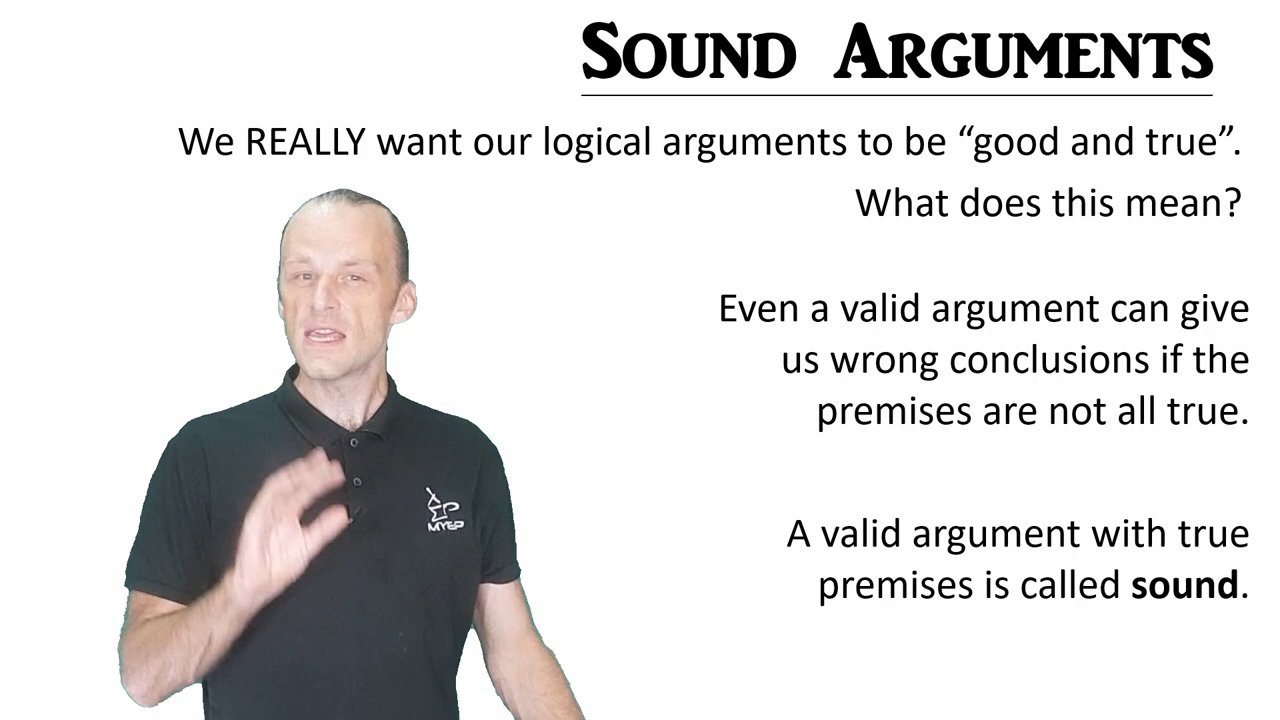 SOUND ARGUMENTS
We REALLY want our logical arguments to be “good and true”.
What does this mean?
Even a valid argument can give
us wrong conclusions if the
premises are not all true.
A valid argument with true
premises is called sound.
MYEP